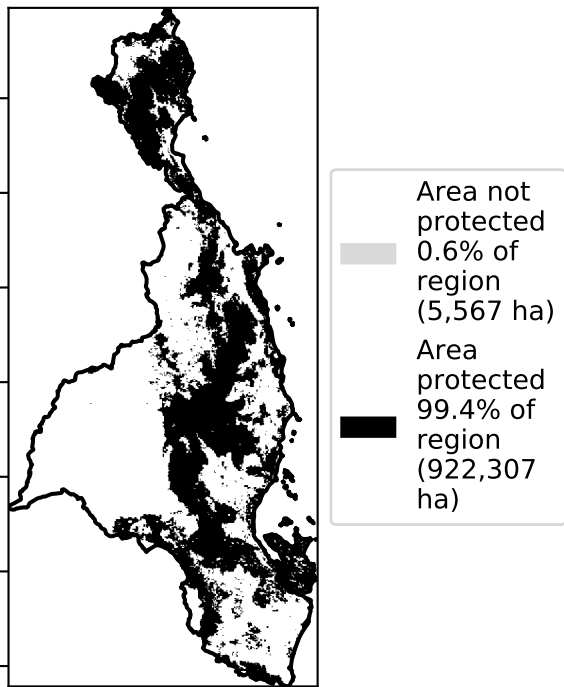 Area not
protected
0.6% of
region
(5,567 ha)
Area
protected
99.4% of
region
(922,307
ha)